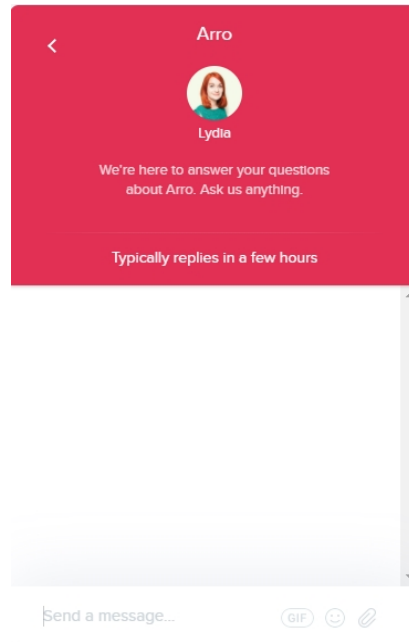 Arro
Lydia
We're here to answer your questions
about Arro. Ask us anything.
Typically replies in a few hours
Send a message...
GIF